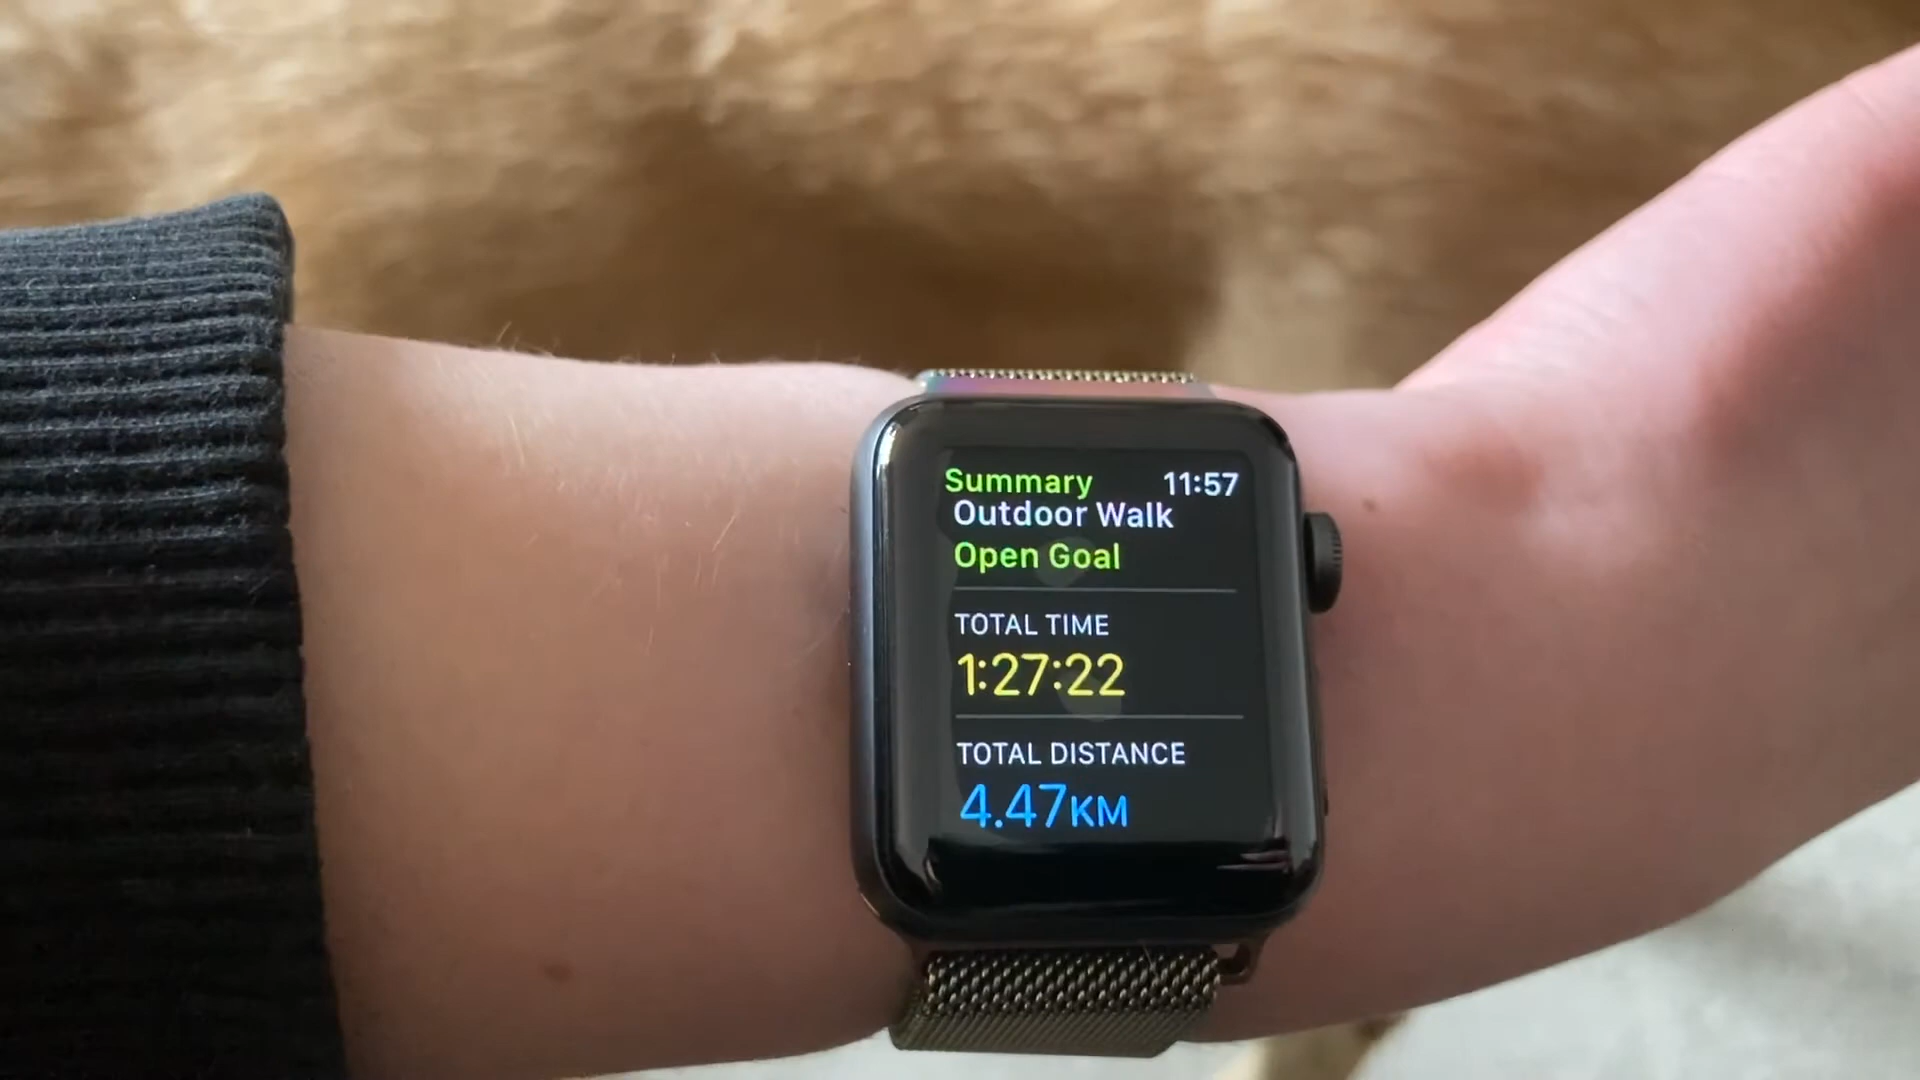 Summary 11:57
Outdoor Walk
Open Goal
TOTAL TIME
1:27:22
TOTAL DISTANCE
4.47KM